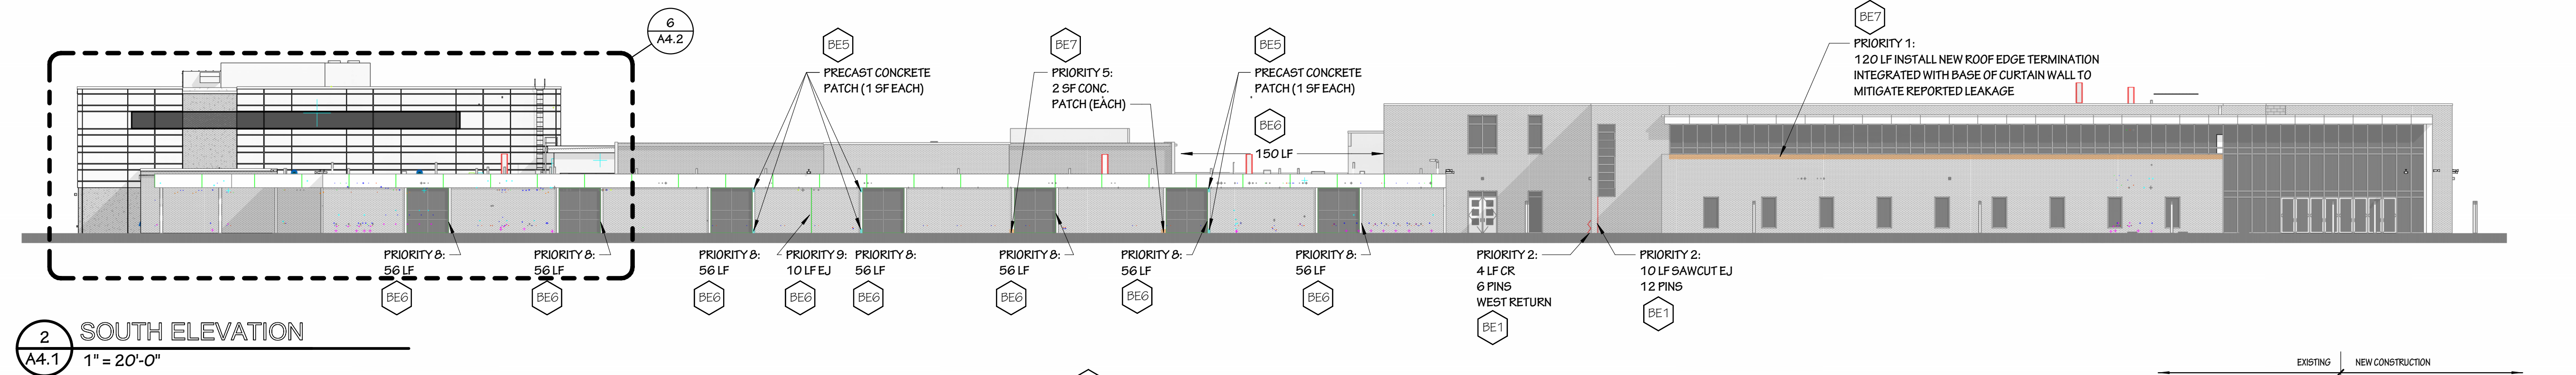 6
A4.2
BE5
PRECAST CONCRETE
PATCH (1 SF EACH)
BE7
PRIORITY 5:
2 SF CONC.
PATCH (EACH)
BE5
PRECAST CONCRETE
PATCH (1 SF EACH)
BE6
150 LF
BE7
PRIORITY 1:
120 LF INSTALL NEW ROOF EDGE TERMINATION
INTEGRATED WITH BASE OF CURTAIN WALL TO
MITIGATE REPORTED LEAKAGE
PRIORITY 8:
56 LF
BE6
PRIORITY 8:
56 LF
BE6
PRIORITY 8:
56 LF
BE6
PRIORITY 9:
10 LF EJ
BE6
PRIORITY 8:
56 LF
BE6
PRIORITY 8:
56 LF
BE6
PRIORITY 8:
56 LF
BE6
PRIORITY 8:
56 LF
BE6
PRIORITY 2:
4 LF CR
6 PINS
WEST RETURN
BE1
PRIORITY 2:
10 LF SAWCUT EJ
12 PINS
BE1
2
A4.1
SOUTH ELEVATION
1" = 20'-0"
EXISTING
NEW CONSTRUCTION